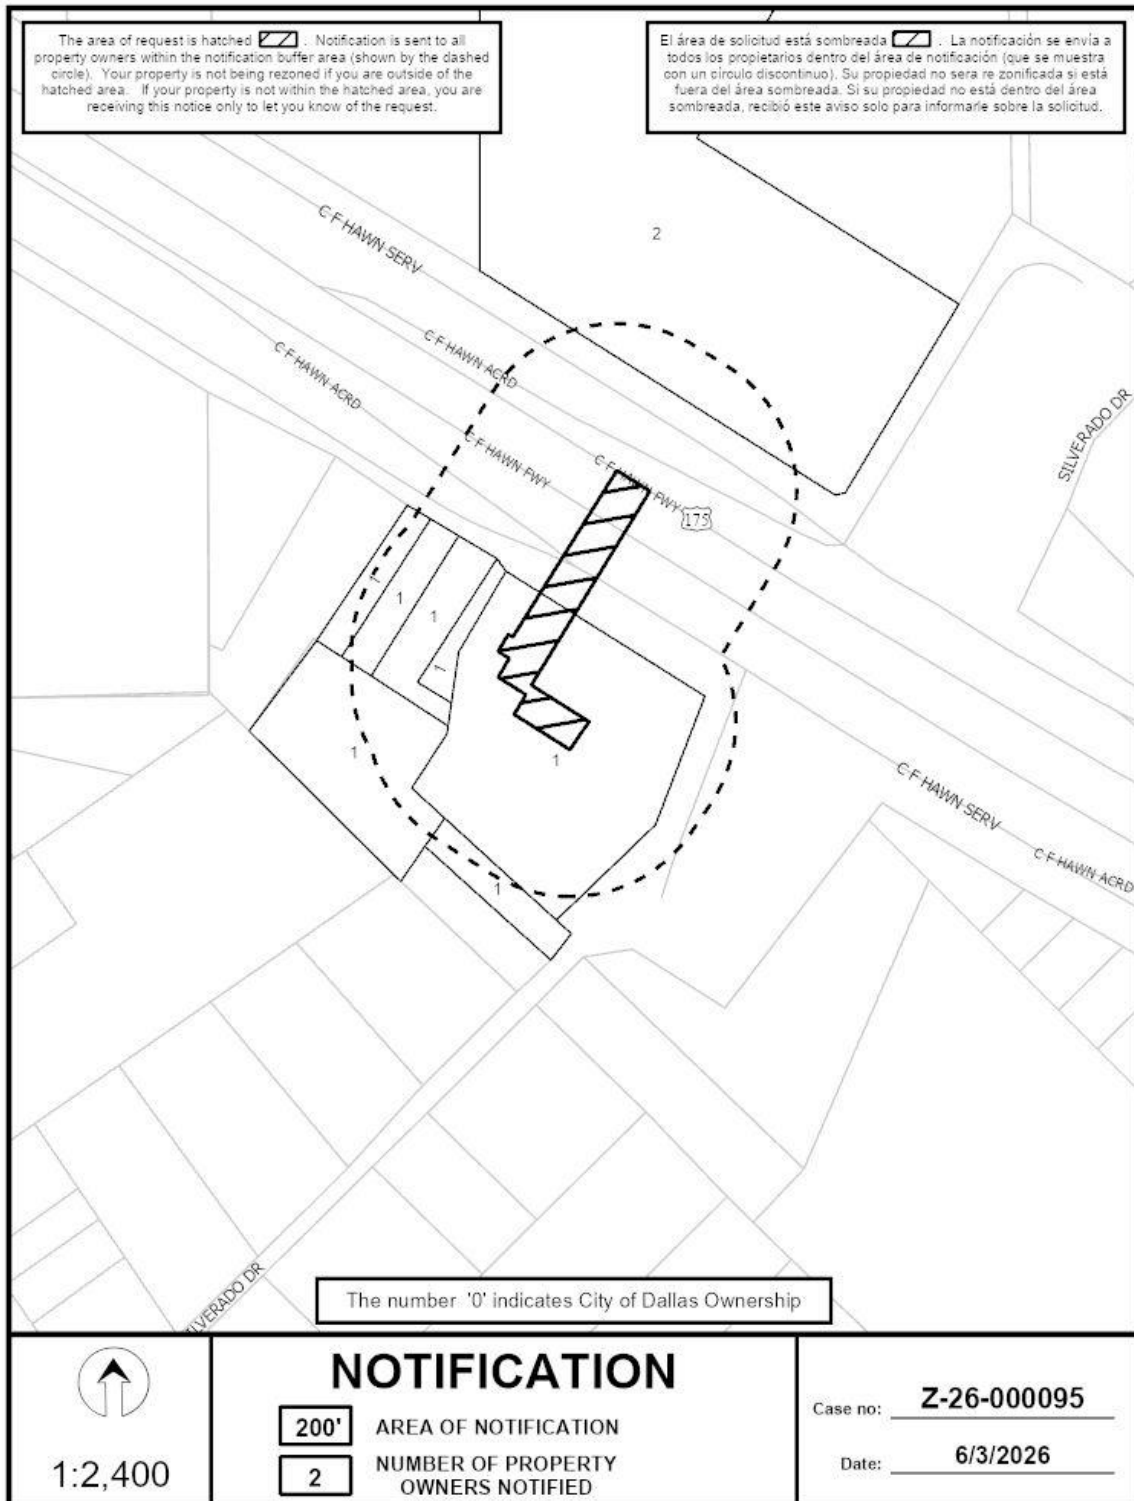 The area of request is hatched . Notification is sent to all
property owners within the notification buffer area (shown by the dashed
circle). Your property is not being rezoned if you are outside of the
hatched area. If your property is not within the hatched area, you are
receiving this notice only to let you know of the request.
El área de solicitud está sombreada . La notificación se envía a
todos los propietarios dentro del área de notificación (que se muestra
con un círculo discontinuo). Su propiedad no sera re zonificada si está
fuera del área sombreada. Si su propiedad no está dentro del área
sombreada, recibió este aviso solo para informarle sobre la solicitud.
C F HAWN SERV
2
C F HAWN ACRD
C F HAWN ACRD
SILVERADO DR
C F HAWN FWY
C F HAWN FWY
175
1
1
1
1
1
1
C F HAWN SERV
C F HAWN ACRD
1
SILVERADO DR
The number '0' indicates City of Dallas Ownership
1:2,400
NOTIFICATION
200' AREA OF NOTIFICATION
2 NUMBER OF PROPERTY
OWNERS NOTIFIED
Case no: Z-26-000095
Date: 6/3/2026